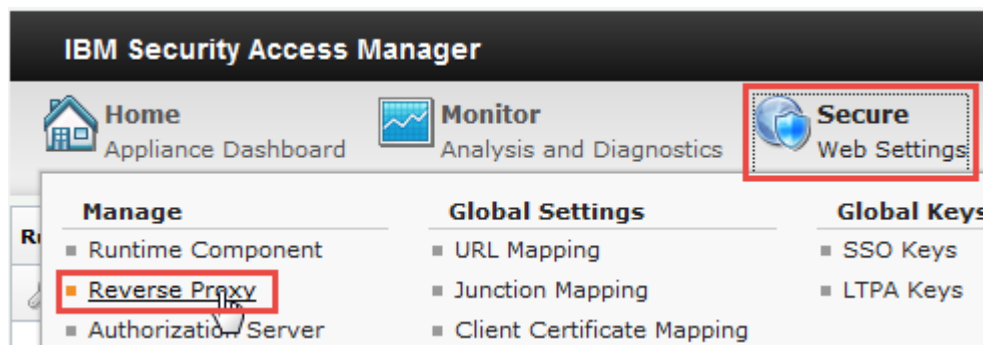 IBM Security Access Manager
Home Monitor Secure
Appliance Dashboard Analysis and Diagnostics Web Settings
Manage Global Settings Global Keys
Runtime Component URL Mapping SSO Keys
Reverse Proxy Junction Mapping LTPA Keys
Authorization Server Client Certificate Mapping